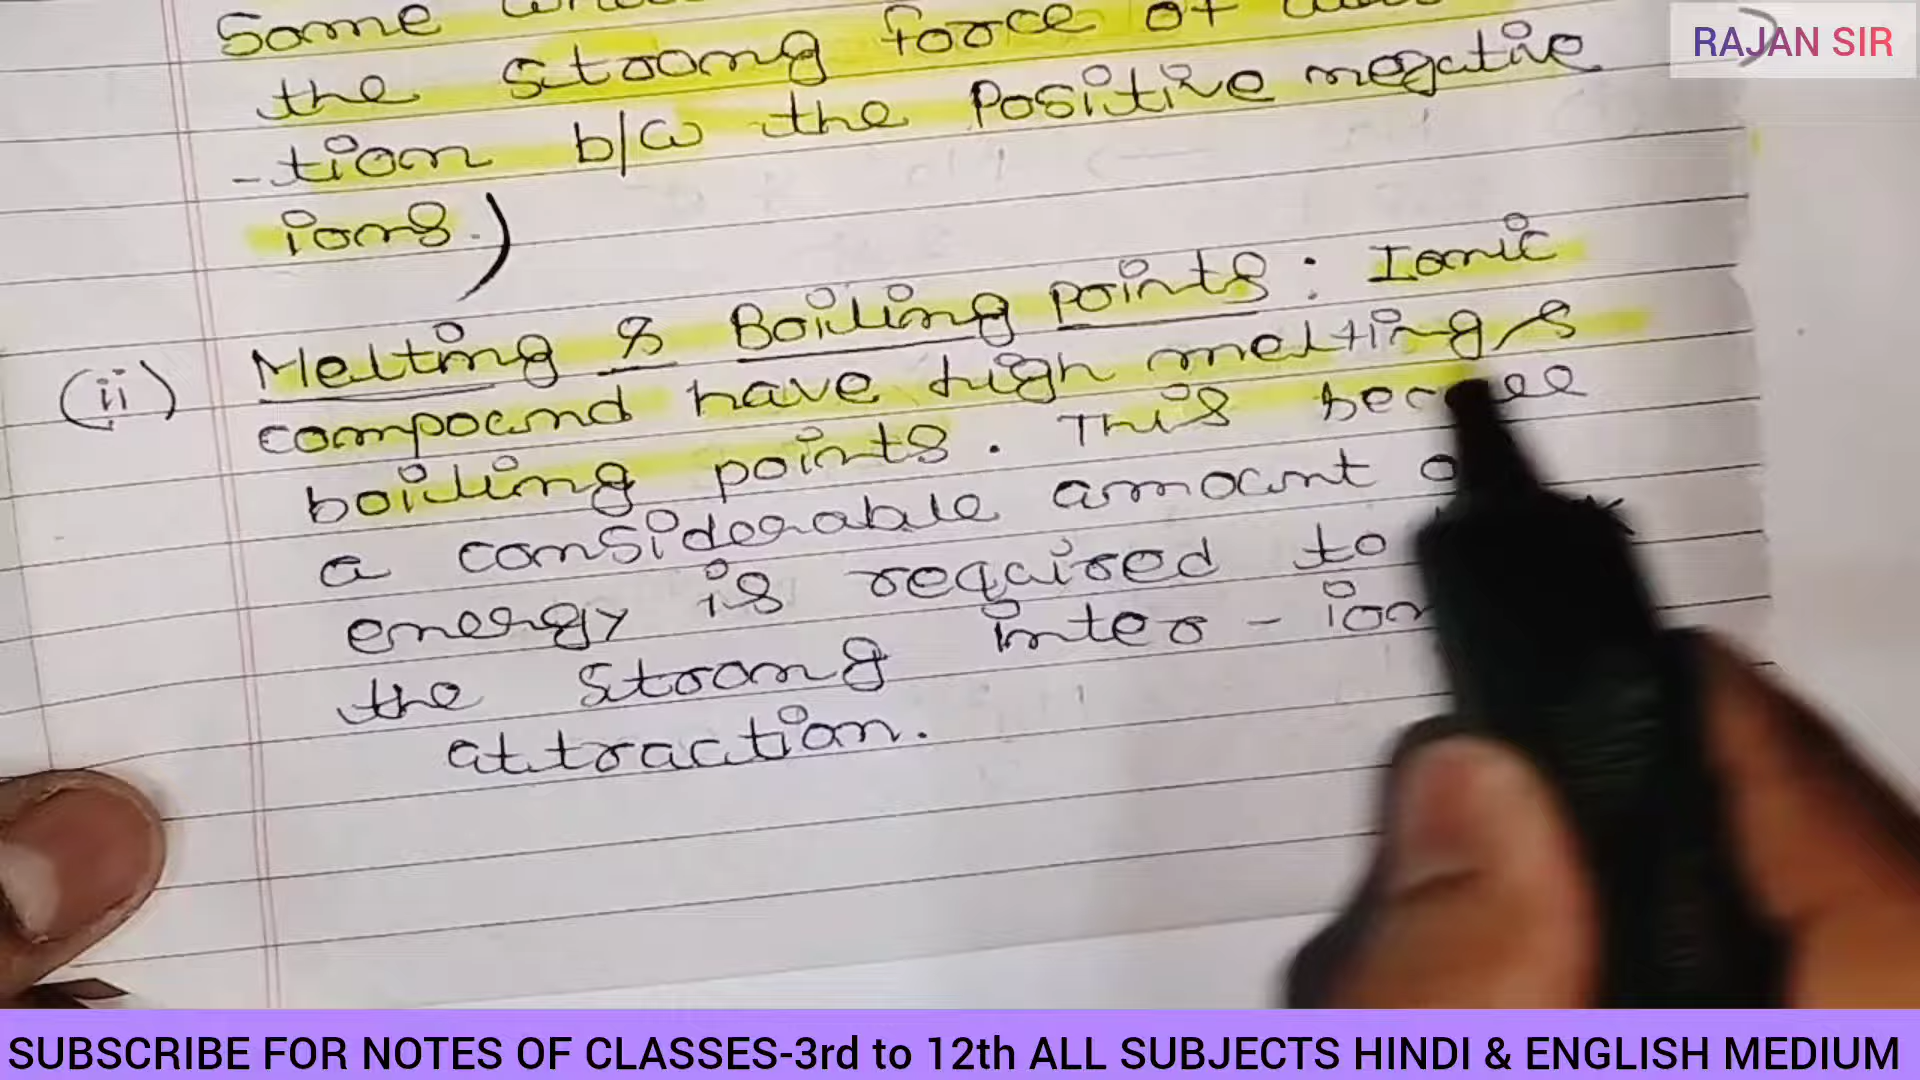 Some
the strong force of
-tion b/w the positive negative
ions.)
(ii) Melting & Boiling points : Ionic
compound have high melting &
boiling points. This
a considerable amount
energy is required to
the strong inter-
attraction.
RAJAN SIR
SUBSCRIBE FOR NOTES OF CLASSES-3rd to 12th ALL SUBJECTS HINDI & ENGLISH MEDIUM